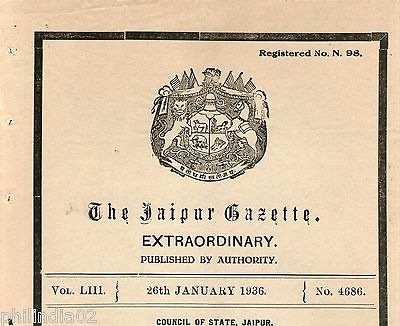 Registered No. N. 98.
The Jaipur Gazette.
EXTRAORDINARY.
PUBLISHED BY AUTHORITY.
VOL. LIII. } 26th JANUARY 1936. { No. 4686.
COUNCIL OF STATE, JAIPUR.
philindia02